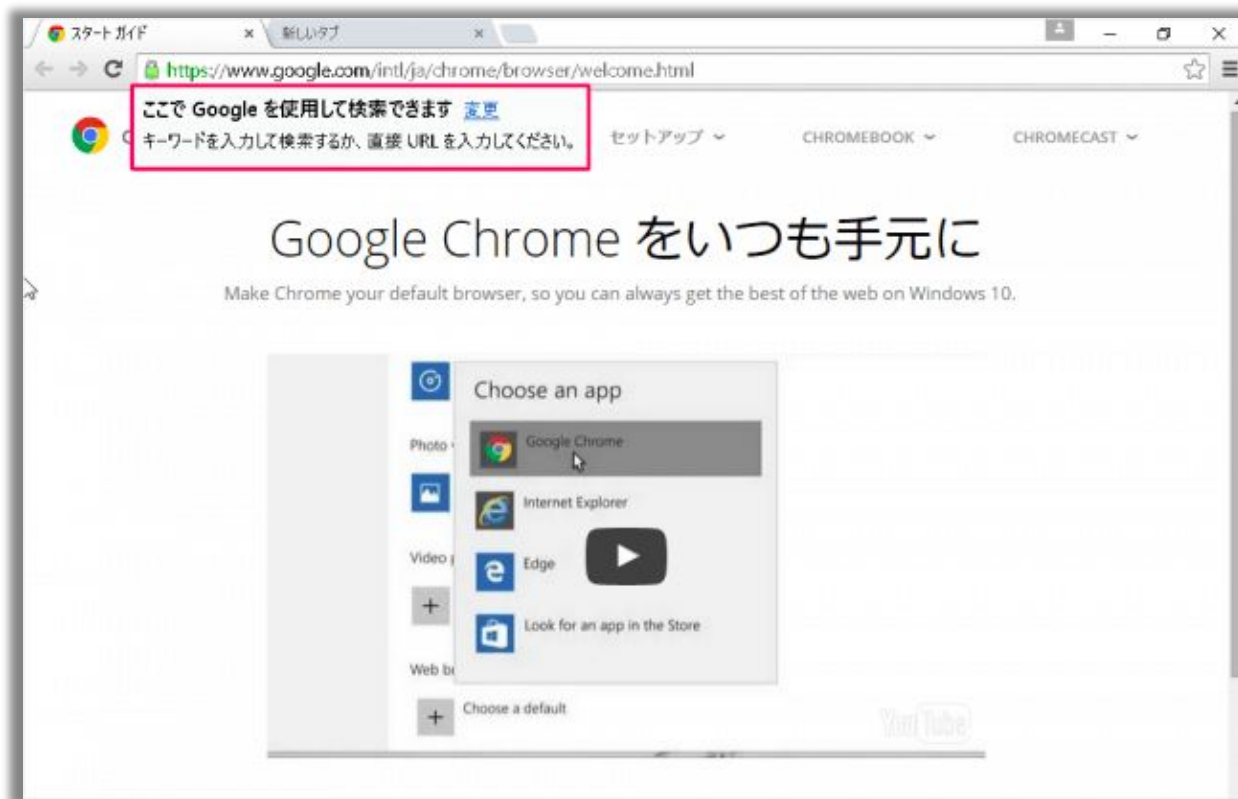 スタート ガイド
新しいタブ
https://www.google.com/intl/ja/chrome/browser/welcome.html
ここで Google を使用して検索できます 変更
キーワードを入力して検索するか、直接 URL を入力してください。
セットアップ
CHROMEBOOK
CHROMECAST
Google Chrome をいつも手元に
Make Chrome your default browser, so you can always get the best of the web on Windows 10.
Choose an app
Photo
Google Chrome
Internet Explorer
Video
Edge
Look for an app in the Store
Web
Choose a default
YouTube